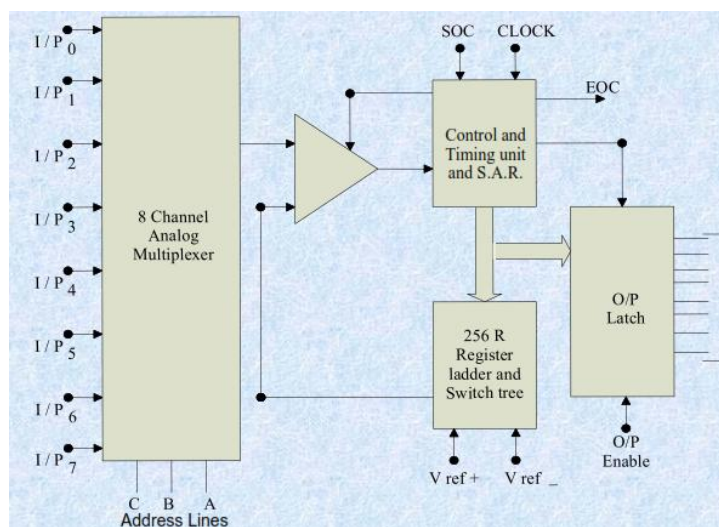 SOC CLOCK
I / P 0
I / P 1
I / P 2
I / P 3
I / P 4
I / P 5
I / P 6
I / P 7
8 Channel
Analog
Multiplexer
C B A
Address Lines
Control and
Timing unit
and S.A.R.
EOC
256 R
Register
ladder and
Switch tree
V ref + V ref _
O/P
Latch
O/P
Enable